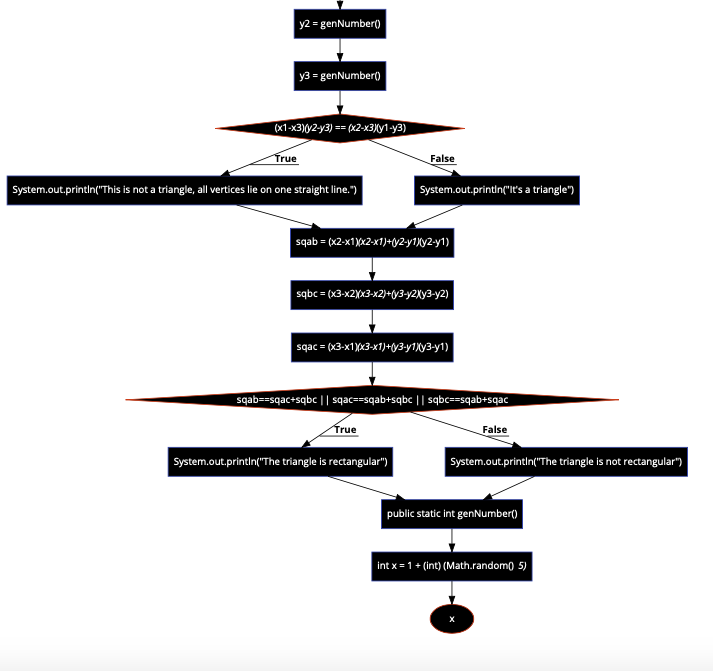 y2 = genNumber()
y3 = genNumber()
(x1-x3)(y2-y3) == (x2-x3)(y1-y3)
True
False
System.out.println("This is not a triangle, all vertices lie on one straight line.")
System.out.println("It's a triangle")
sqab = (x2-x1)(x2-x1)+(y2-y1)(y2-y1)
sqbc = (x3-x2)(x3-x2)+(y3-y2)(y3-y2)
sqac = (x3-x1)(x3-x1)+(y3-y1)(y3-y1)
sqab==sqac+sqbc || sqac==sqab+sqbc || sqbc==sqab+sqac
True
False
System.out.println("The triangle is rectangular")
System.out.println("The triangle is not rectangular")
public static int genNumber()
int x = 1 + (int) (Math.random() 5)
x